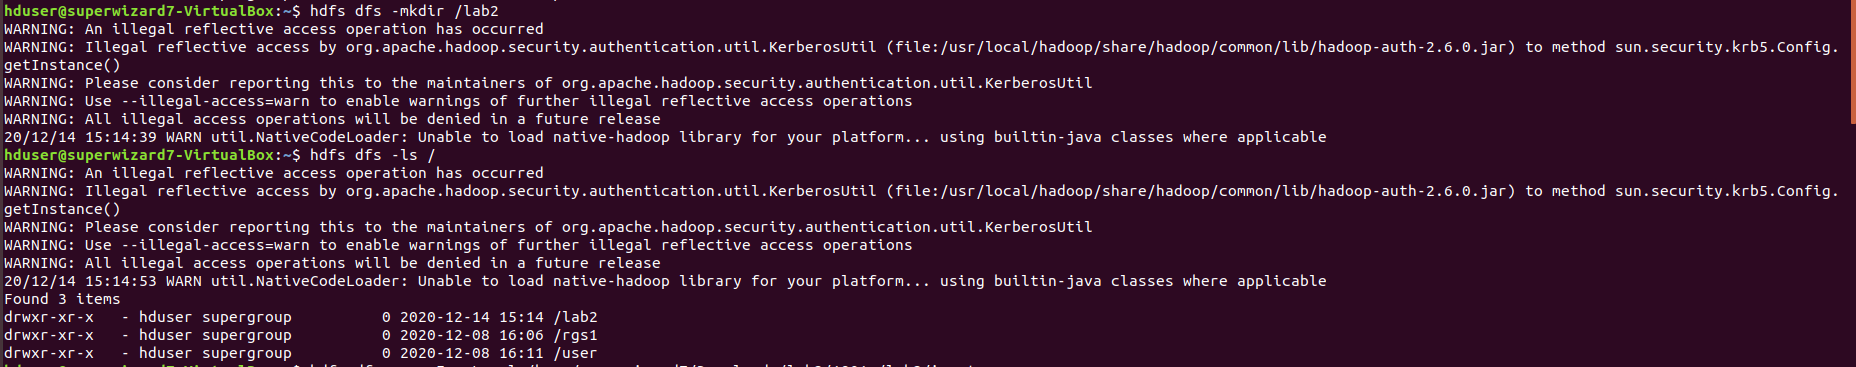 hduser@superwizard7-VirtualBox:~$ hdfs dfs -mkdir /lab2
WARNING: An illegal reflective access operation has occurred
WARNING: Illegal reflective access by org.apache.hadoop.security.authentication.util.KerberosUtil (file:/usr/local/hadoop/share/hadoop/common/lib/hadoop-auth-2.6.0.jar) to method sun.security.krb5.Config.
getInstance()
WARNING: Please consider reporting this to the maintainers of org.apache.hadoop.security.authentication.util.KerberosUtil
WARNING: Use --illegal-access=warn to enable warnings of further illegal reflective access operations
WARNING: All illegal access operations will be denied in a future release
20/12/14 15:14:39 WARN util.NativeCodeLoader: Unable to load native-hadoop library for your platform... using builtin-java classes where applicable
hduser@superwizard7-VirtualBox:~$ hdfs dfs -ls /
WARNING: An illegal reflective access operation has occurred
WARNING: Illegal reflective access by org.apache.hadoop.security.authentication.util.KerberosUtil (file:/usr/local/hadoop/share/hadoop/common/lib/hadoop-auth-2.6.0.jar) to method sun.security.krb5.Config.
getInstance()
WARNING: Please consider reporting this to the maintainers of org.apache.hadoop.security.authentication.util.KerberosUtil
WARNING: Use --illegal-access=warn to enable warnings of further illegal reflective access operations
WARNING: All illegal access operations will be denied in a future release
20/12/14 15:14:53 WARN util.NativeCodeLoader: Unable to load native-hadoop library for your platform... using builtin-java classes where applicable
Found 3 items
drwxr-xr-x   - hduser supergroup          0 2020-12-14 15:14 /lab2
drwxr-xr-x   - hduser supergroup          0 2020-12-08 16:06 /rgs1
drwxr-xr-x   - hduser supergroup          0 2020-12-08 16:11 /user